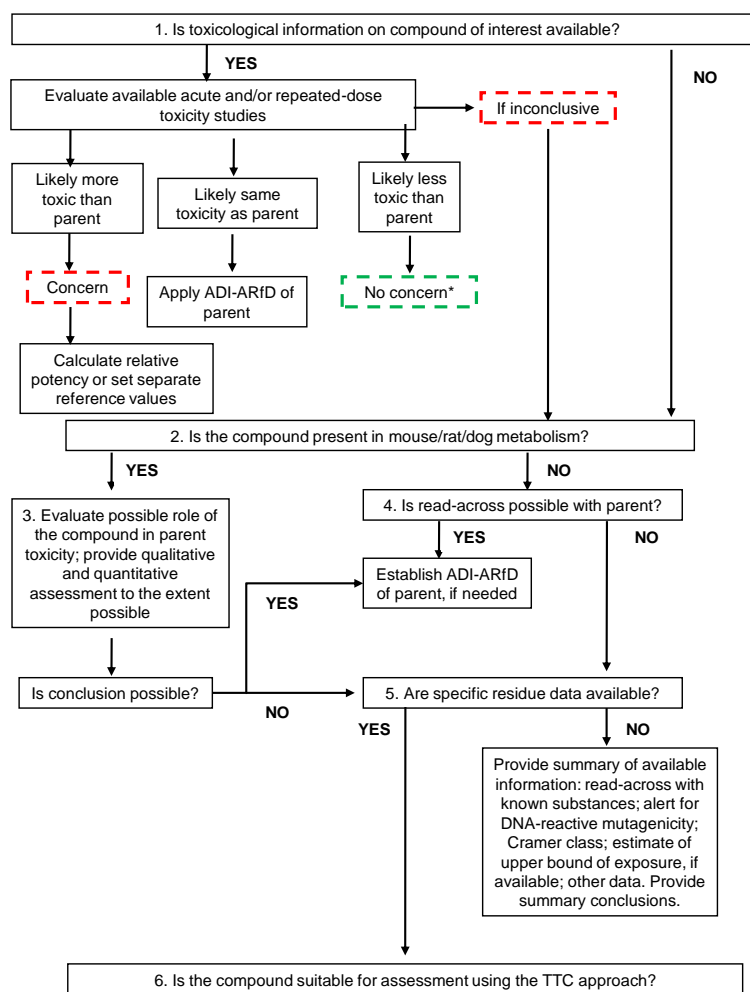 1. Is toxicological information on compound of interest available?
YES
NO
Evaluate available acute and/or repeated-dose
toxicity studies
If inconclusive
Likely more
toxic than
parent
Likely same
toxicity as parent
Likely less
toxic than
parent
Concern
Apply ADI-ARfD of
parent
No concern*
Calculate relative
potency or set separate
reference values
2. Is the compound present in mouse/rat/dog metabolism?
YES
NO
3. Evaluate possible role of
the compound in parent
toxicity; provide qualitative
and quantitative
assessment to the extent
possible
4. Is read-across possible with parent?
YES
NO
YES
Establish ADI-ARfD
of parent, if needed
Is conclusion possible?
NO
5. Are specific residue data available?
YES
NO
Provide summary of available
information: read-across with
known substances; alert for
DNA-reactive mutagenicity;
Cramer class; estimate of
upper bound of exposure, if
available; other data. Provide
summary conclusions.
6. Is the compound suitable for assessment using the TTC approach?